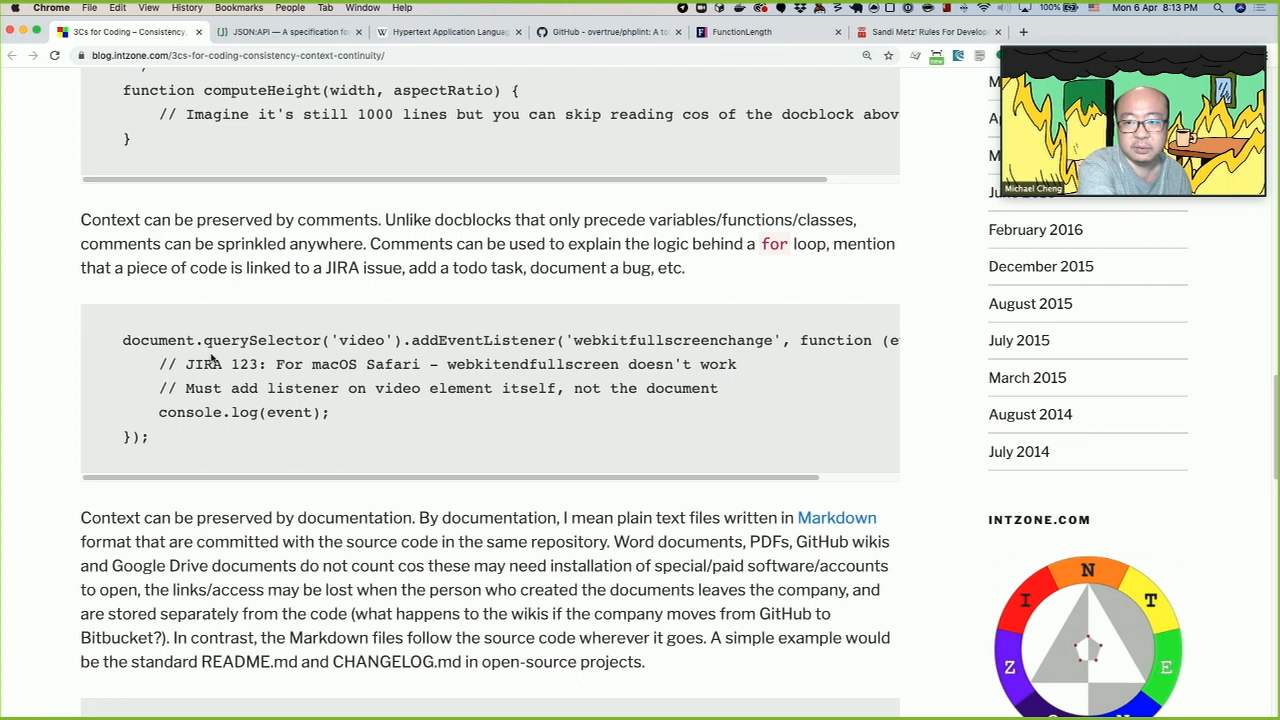 Chrome File Edit View History Bookmarks People Tab Window Help 100% Mon 6 Apr 8:13 PM
3Cs for Coding – Consistency, JSON:API — A specification fo Hypertext Application Langua GitHub - overtrue/phplint: A to FunctionLength Sandi Metz' Rules For Develop
blog.intzone.com/3cs-for-coding-consistency-context-continuity/
new
function computeHeight(width, aspectRatio) {
// Imagine it's still 1000 lines but you can skip reading cos of the docblock abov
}
Michael Cheng
Context can be preserved by comments. Unlike docblocks that only precede variables/functions/classes,
comments can be sprinkled anywhere. Comments can be used to explain the logic behind a for loop, mention
that a piece of code is linked to a JIRA issue, add a todo task, document a bug, etc.
document.querySelector('video').addEventListener('webkitfullscreenchange', function (e
// JIRA 123: For macOS Safari - webkitendfullscreen doesn't work
// Must add listener on video element itself, not the document
console.log(event);
});
Context can be preserved by documentation. By documentation, I mean plain text files written in Markdown
format that are committed with the source code in the same repository. Word documents, PDFs, GitHub wikis
and Google Drive documents do not count cos these may need installation of special/paid software/accounts
to open, the links/access may be lost when the person who created the documents leaves the company, and
are stored separately from the code (what happens to the wikis if the company moves from GitHub to
Bitbucket?). In contrast, the Markdown files follow the source code wherever it goes. A simple example would
be the standard README.md and CHANGELOG.md in open-source projects.
February 2016
December 2015
August 2015
July 2015
March 2015
August 2014
July 2014
INTZONE.COM
I N T
Z E